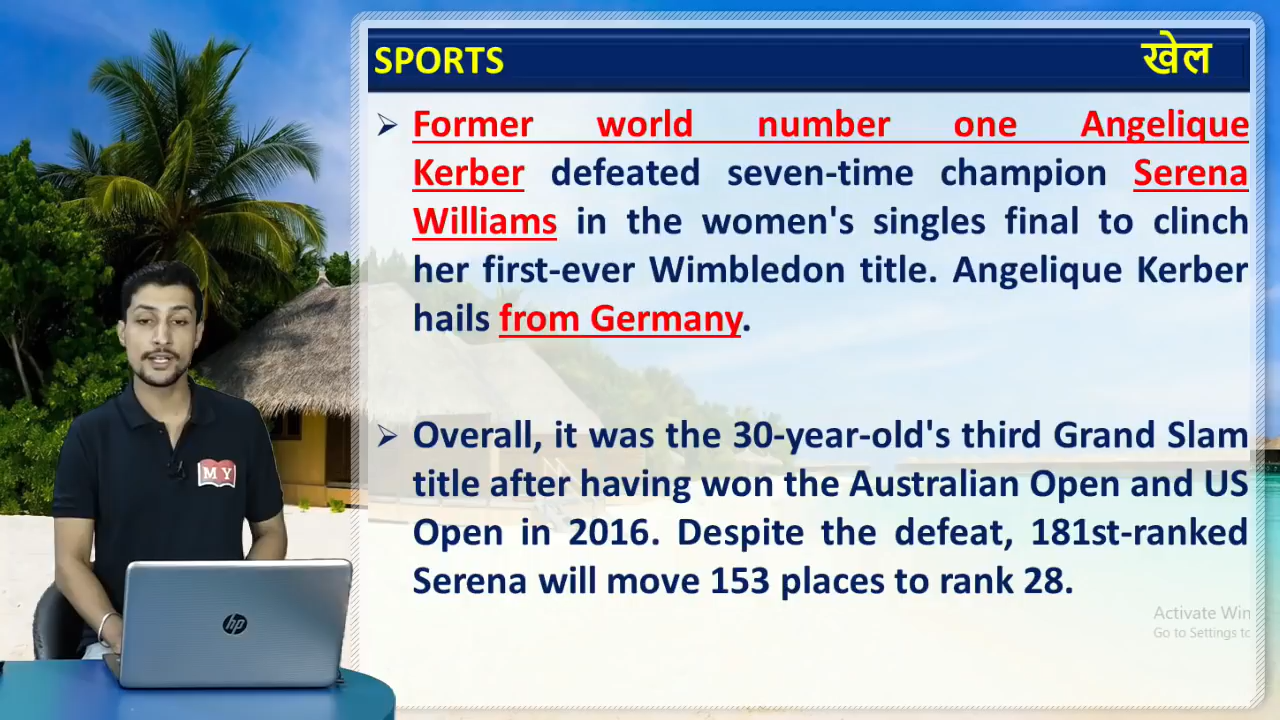 SPORTS खेल
Former world number one Angelique
Kerber defeated seven-time champion Serena
Williams in the women's singles final to clinch
her first-ever Wimbledon title. Angelique Kerber
hails from Germany.
Overall, it was the 30-year-old's third Grand Slam
title after having won the Australian Open and US
Open in 2016. Despite the defeat, 181st-ranked
Serena will move 153 places to rank 28.
M Y
hp
Activate Win
Go to Settings to